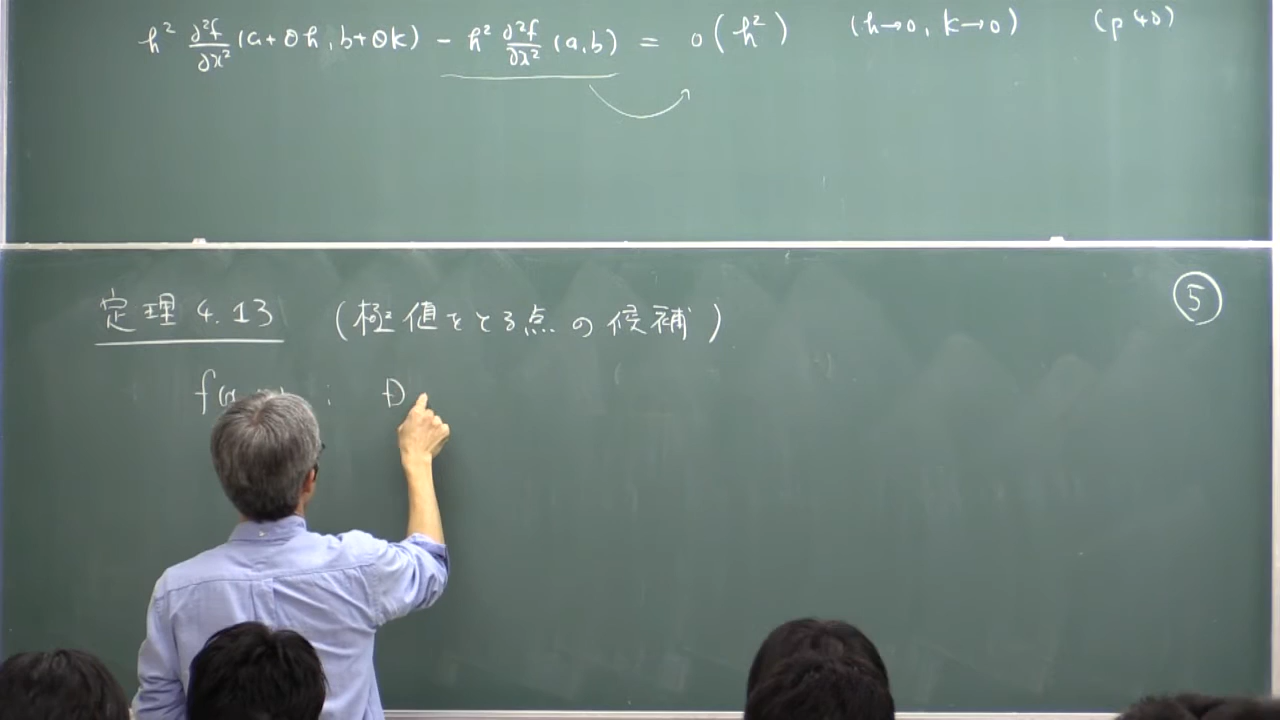 h² ∂²f/∂x² (a+θh, b+θk) − h² ∂²f/∂x² (a,b) = o(h²) (h→0, k→0) (p 40)
⑤
定理 4.13 (極値をとる点の候補)
f( : D